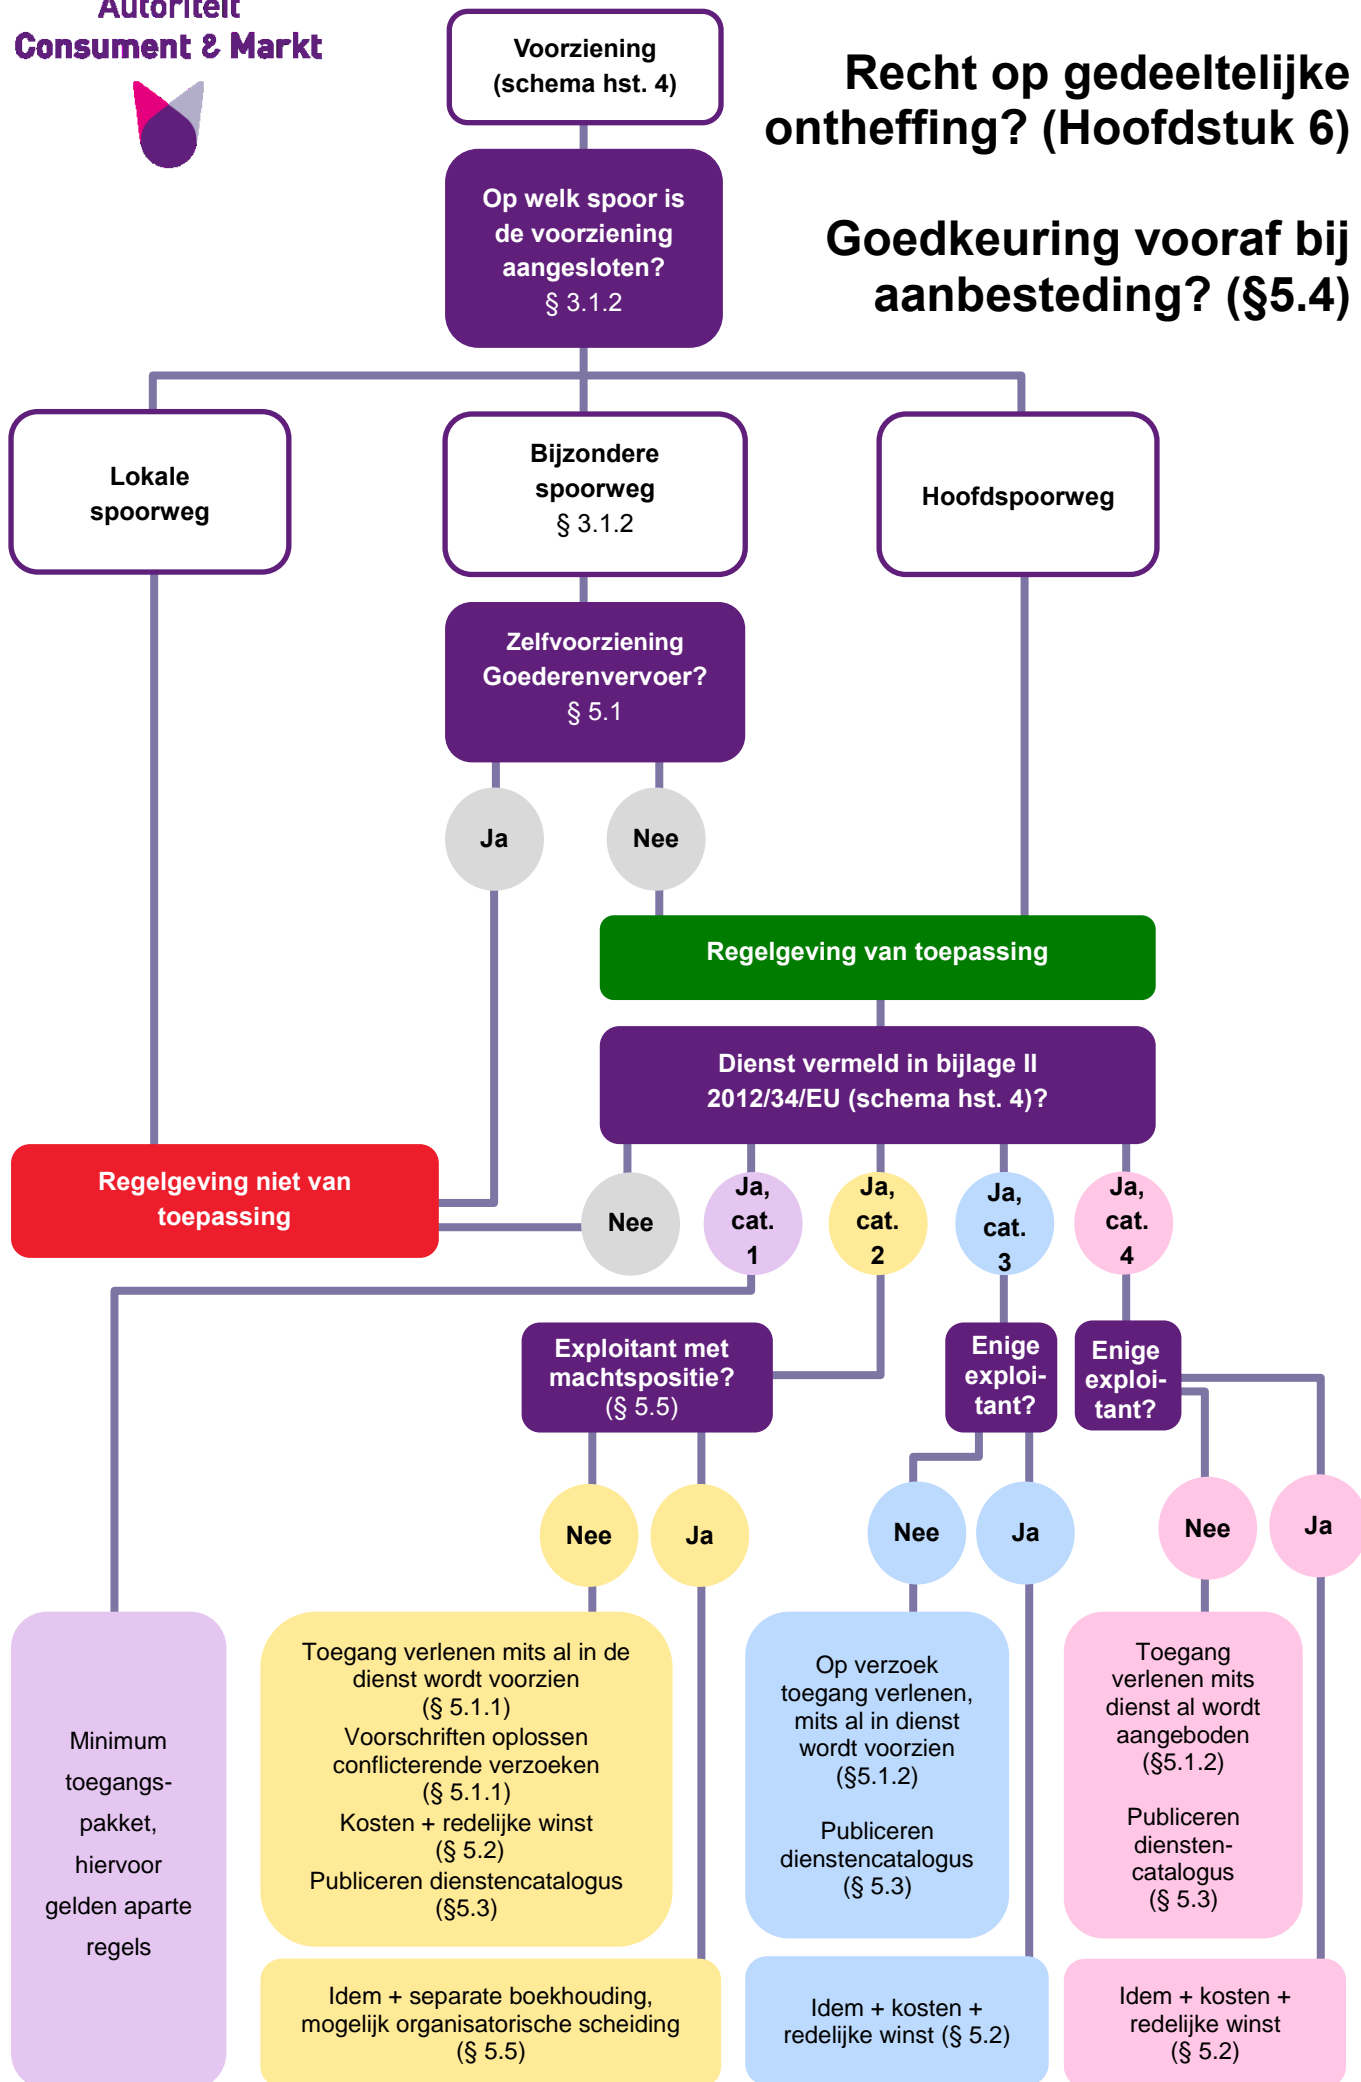 Autoriteit
Consument & Markt
Voorziening
(schema hst. 4)
Recht op gedeeltelijke
ontheffing? (Hoofdstuk 6)
Goedkeuring vooraf bij
aanbesteding? (§5.4)
Op welk spoor is
de voorziening
aangesloten?
§ 3.1.2
Lokale
spoorweg
Bijzondere
spoorweg
§ 3.1.2
Hoofdspoorweg
Zelfvoorziening
Goederenvervoer?
§ 5.1
Ja
Nee
Regelgeving van toepassing
Dienst vermeld in bijlage II
2012/34/EU (schema hst. 4)?
Regelgeving niet van
toepassing
Nee
Ja,
cat.
1
Ja,
cat.
2
Ja,
cat.
3
Ja,
cat.
4
Exploitant met
machtspositie?
(§ 5.5)
Enige
exploi-
tant?
Enige
exploi-
tant?
Nee
Ja
Nee
Ja
Nee
Ja
Minimum
toegangs-
pakket,
hiervoor
gelden aparte
regels
Toegang verlenen mits al in de
dienst wordt voorzien
(§ 5.1.1)
Voorschriften oplossen
conflicterende verzoeken
(§ 5.1.1)
Kosten + redelijke winst
(§ 5.2)
Publiceren dienstencatalogus
(§5.3)
Op verzoek
toegang verlenen,
mits al in dienst
wordt voorzien
(§5.1.2)
Publiceren
dienstencatalogus
(§ 5.3)
Toegang
verlenen mits
dienst al wordt
aangeboden
(§5.1.2)
Publiceren
diensten-
catalogus
(§ 5.3)
Idem + separate boekhouding,
mogelijk organisatorische scheiding
(§ 5.5)
Idem + kosten +
redelijke winst (§ 5.2)
Idem + kosten +
redelijke winst
(§ 5.2)